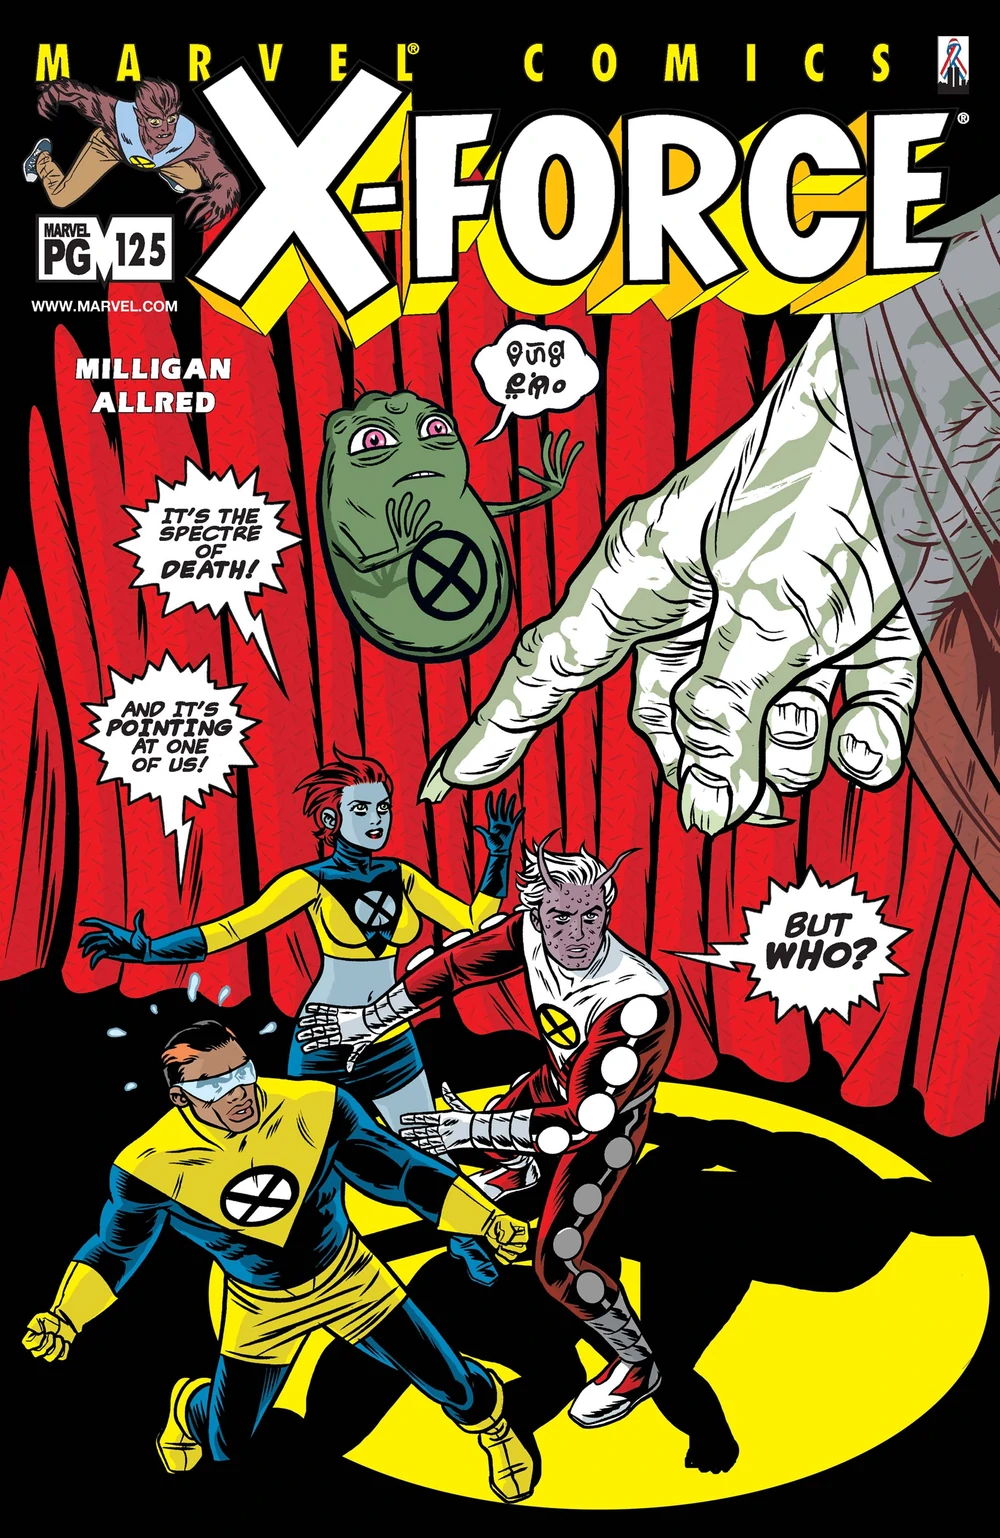 MARVEL® COMICS
X-FORCE®
MARVEL
PG 125
WWW.MARVEL.COM
MILLIGAN
ALLRED
IT'S THE
SPECTRE
OF
DEATH!
AND IT'S
POINTING
AT ONE
OF US!
BUT
WHO?